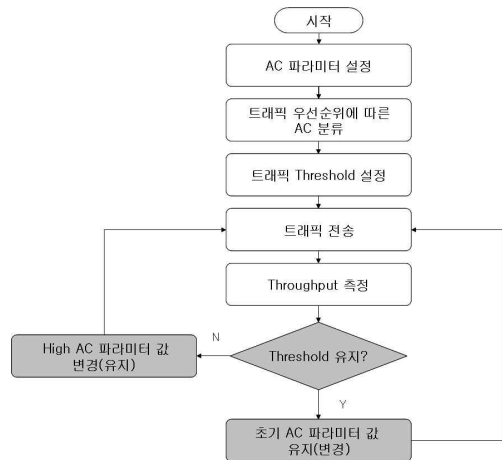 시작
AC 파라미터 설정
트래픽 우선순위에 따른
AC 분류
트래픽 Threshold 설정
트래픽 전송
Throughput 측정
Threshold 유지?
N
High AC 파라미터 값
변경(유지)
Y
초기 AC 파라미터 값
유지(변경)